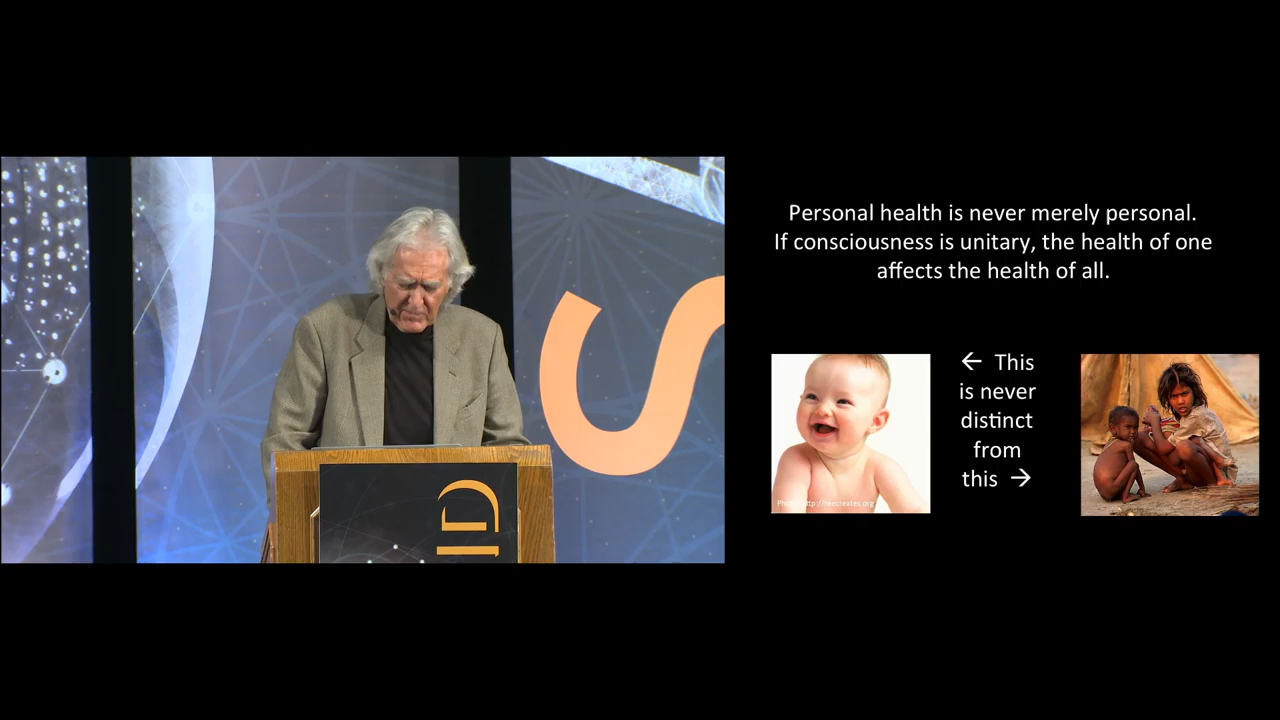 Personal health is never merely personal.
If consciousness is unitary, the health of one
affects the health of all.
← This
is never
distinct
from
this →
S
ID